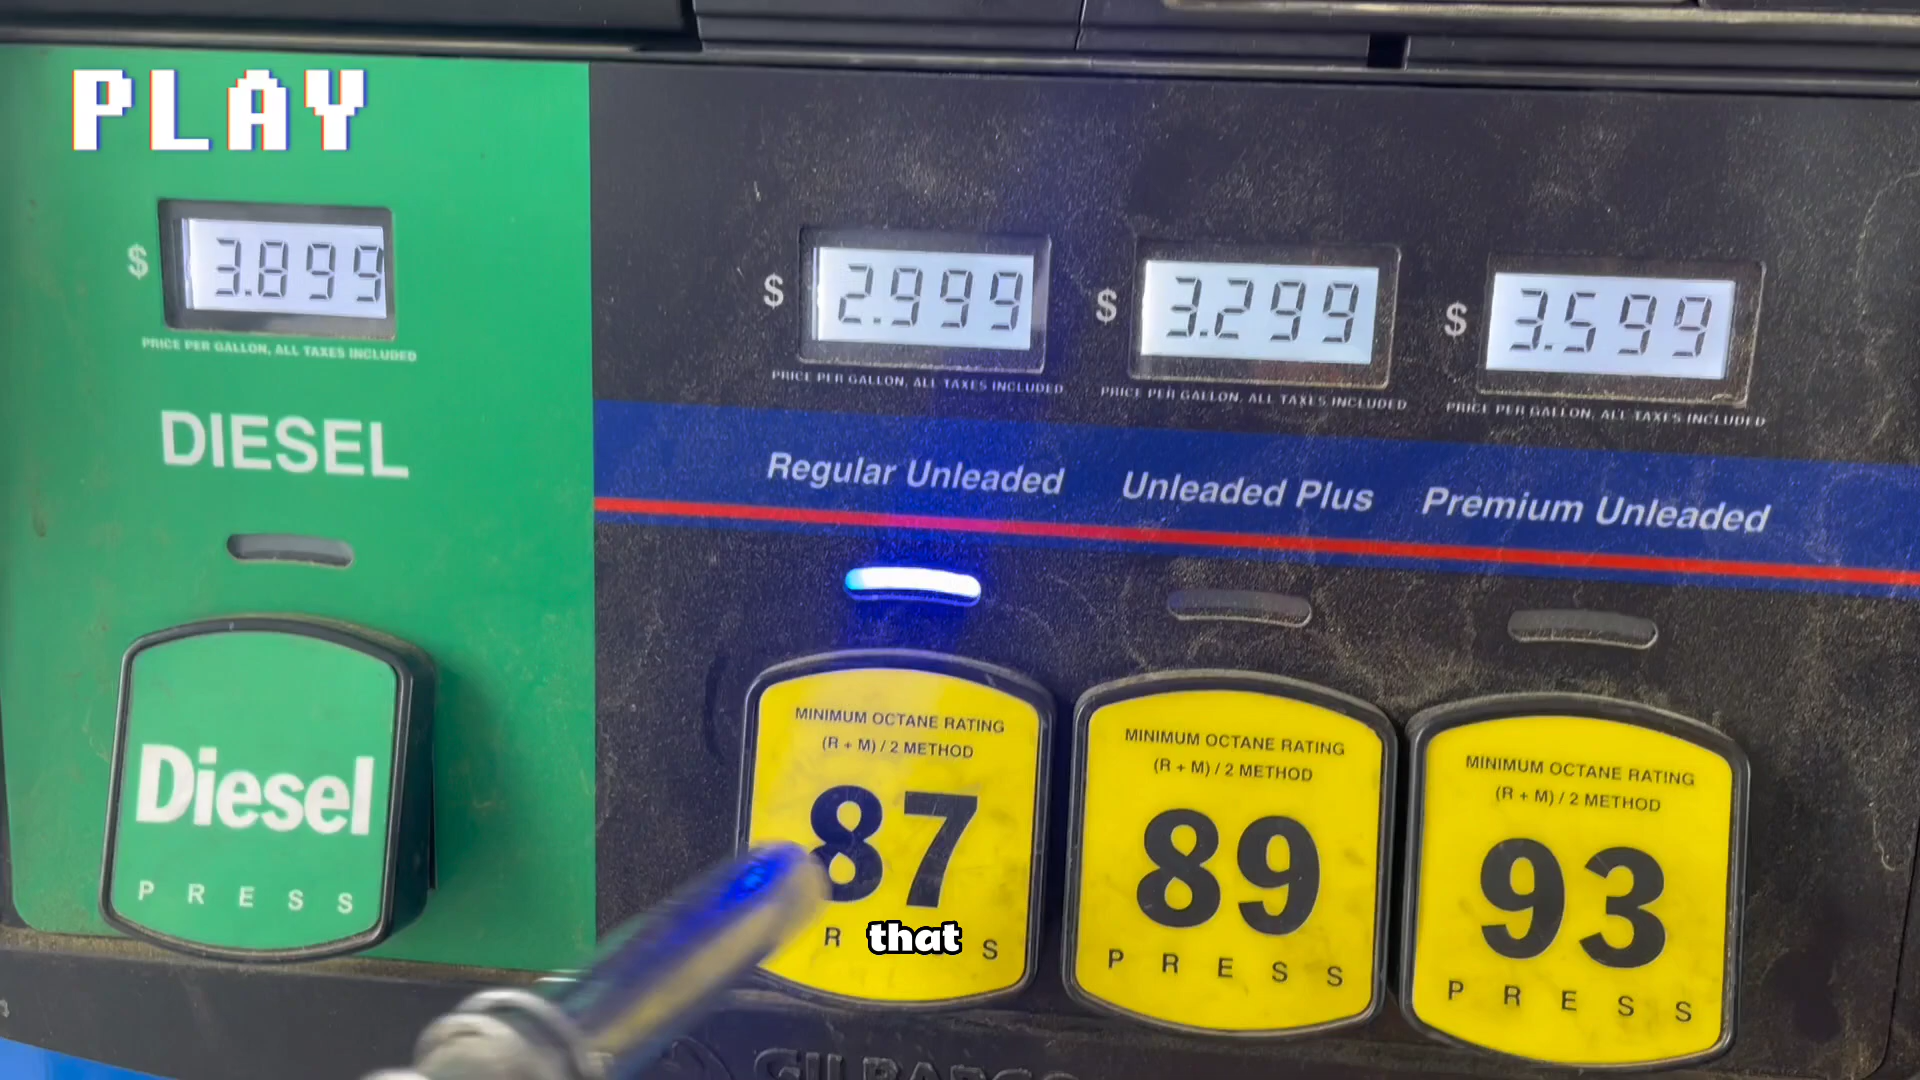 PLAY
$ 3.899
PRICE PER GALLON, ALL TAXES INCLUDED
DIESEL
Diesel
PRESS
$ 2.999
PRICE PER GALLON, ALL TAXES INCLUDED
Regular Unleaded
MINIMUM OCTANE RATING
(R + M) / 2 METHOD
87
R S
that
$ 3.299
PRICE PER GALLON, ALL TAXES INCLUDED
Unleaded Plus
MINIMUM OCTANE RATING
(R + M) / 2 METHOD
89
PRESS
$ 3.599
PRICE PER GALLON, ALL TAXES INCLUDED
Premium Unleaded
MINIMUM OCTANE RATING
(R + M) / 2 METHOD
93
PRESS